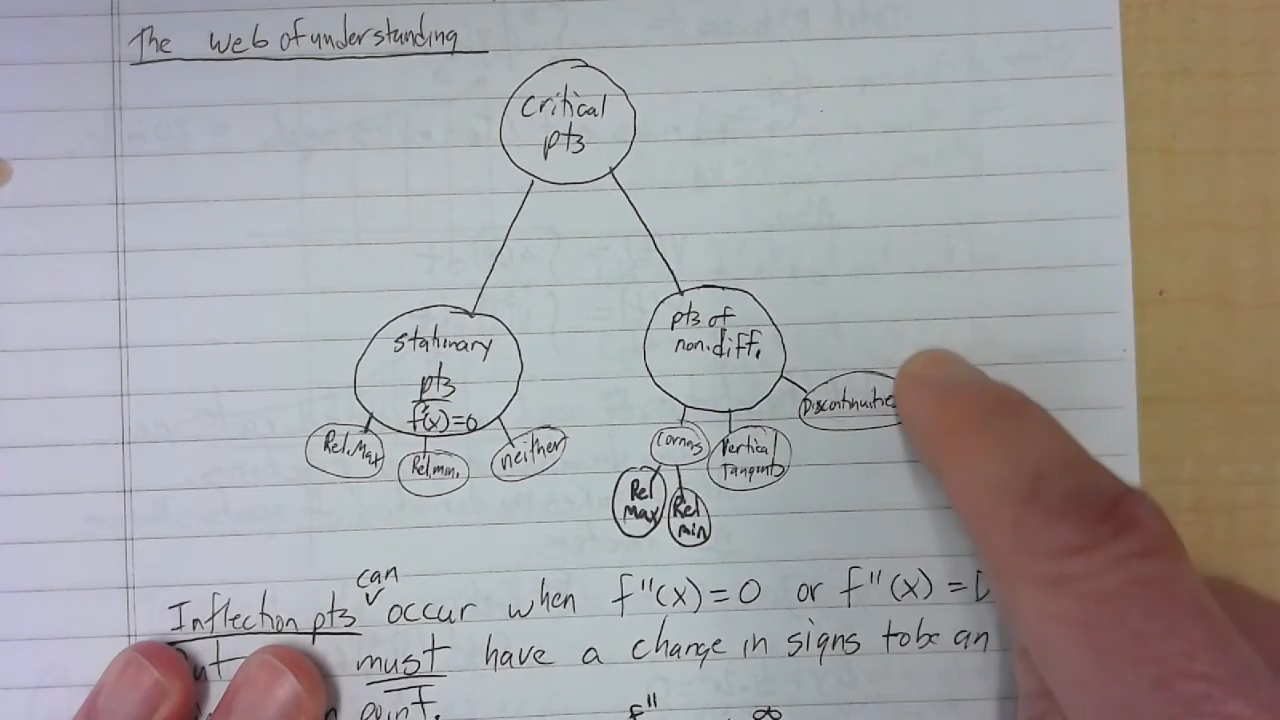 The web of understanding
critical
pts
stationary
pts
f'(x)=0
pts of
non.diff.
Rel.Max
Rel.min.
neither
corners
Vertical
Tangents
Discontinuitie
Rel
Max
Rel
min
can
Inflection pts occur when f"(x)=0 or f"(x) =
must have a change in signs to be an
point.
f"